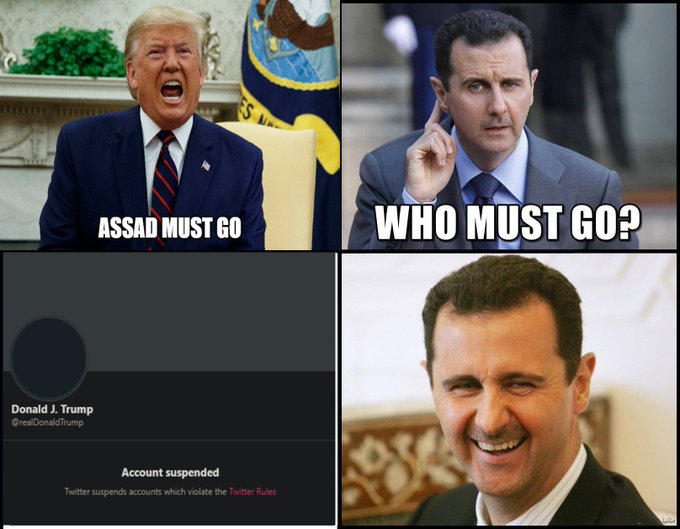 ASSAD MUST GO
WHO MUST GO?
Donald J. Trump
@realDonaldTrump
Account suspended
Twitter suspends accounts which violate the Twitter Rules